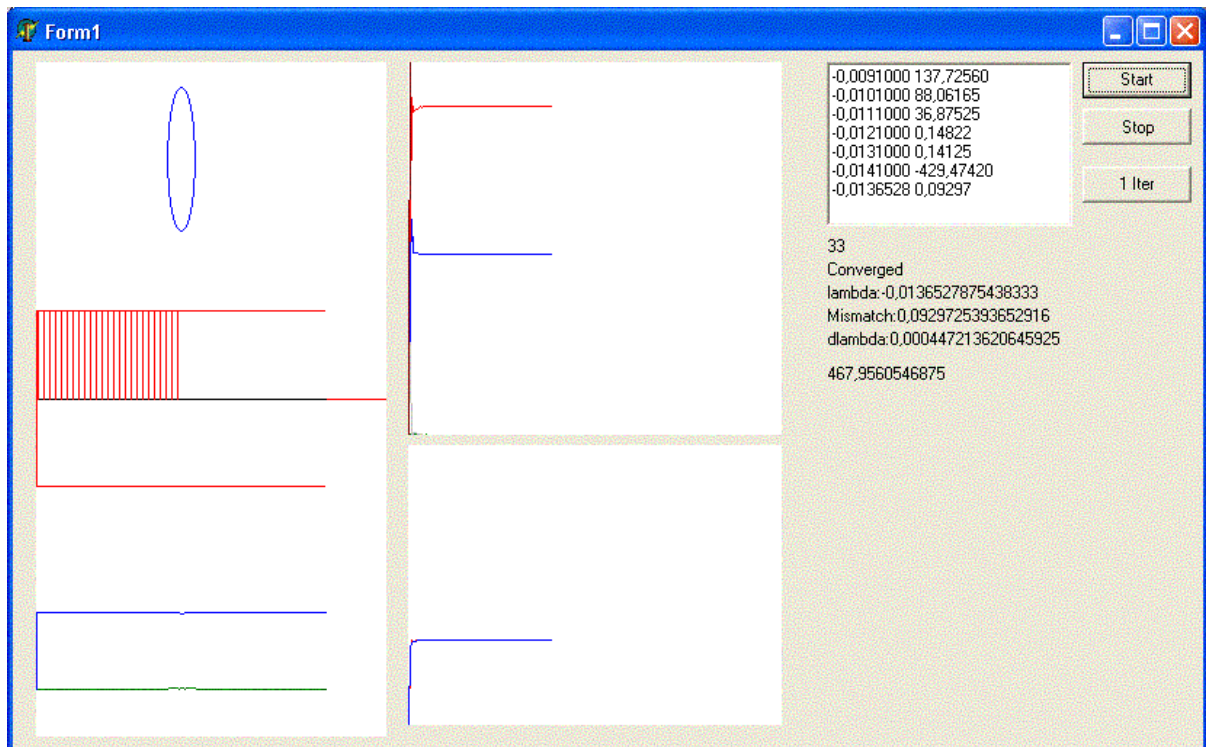 Form1
-0,0091000 137,72560
-0,0101000 88,06165
-0,0111000 36,87525
-0,0121000 0,14822
-0,0131000 0,14125
-0,0141000 -429,47420
-0,0136528 0,09297
Start
Stop
1 Iter
33
Converged
lambda:-0,0136527875438333
Mismatch:0,0929725393652916
dlambda:0,000447213620645925
467,9560546875